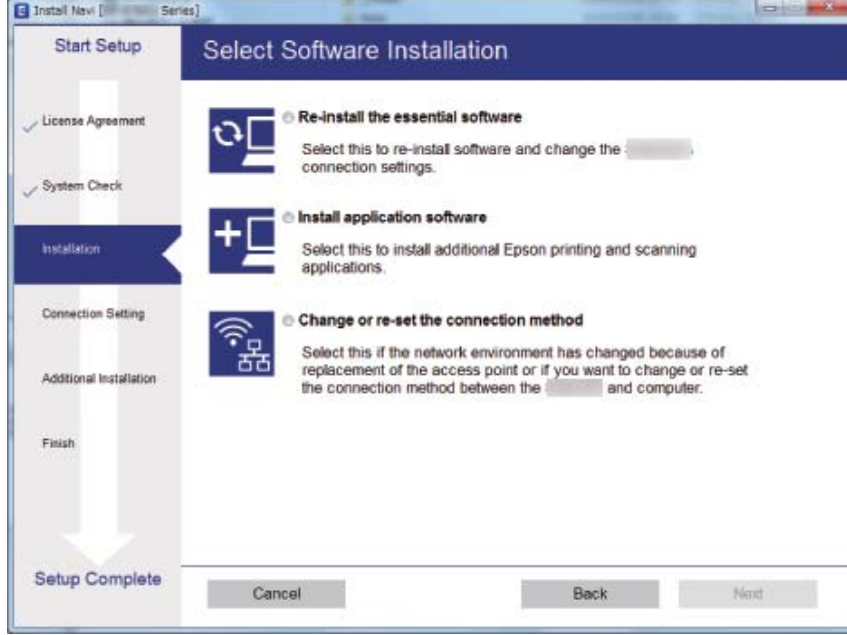 Install Navi [ Series]
Start Setup
Select Software Installation
License Agreement
System Check
Installation
Connection Setting
Additional Installation
Finish
Setup Complete
Re-install the essential software
Select this to re-install software and change the
connection settings.
Install application software
Select this to install additional Epson printing and scanning
applications.
Change or re-set the connection method
Select this if the network environment has changed because of
replacement of the access point or if you want to change or re-set
the connection method between the and computer.
Cancel
Back
Next